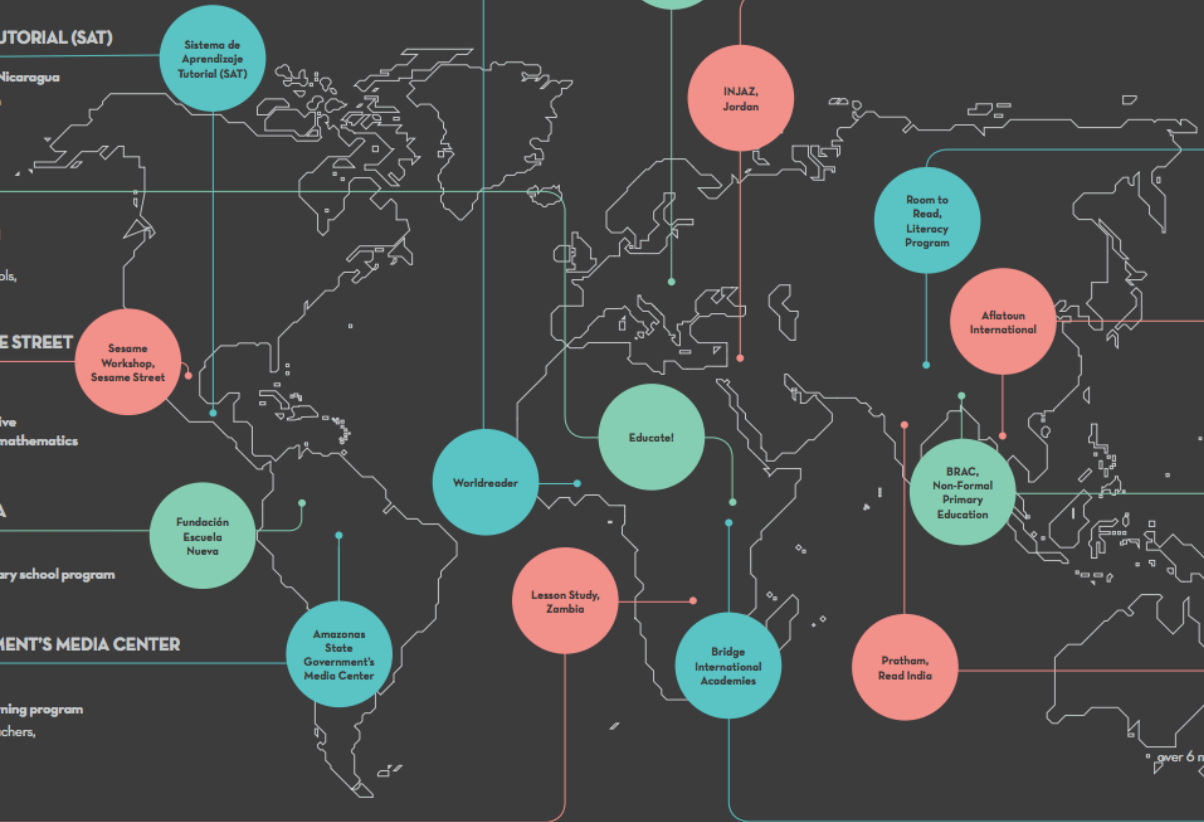 UTORIAL (SAT)
Nicaragua
Sistema de
Aprendizaje
Tutorial (SAT)
INJAZ,
Jordan
Room to
Read,
Literacy
Program
ols,
E STREET
Sesame
Workshop,
Sesame Street
Aflatoun
International
ive
mathematics
Educate!
Worldreader
BRAC,
Non-Formal
Primary
Education
A
Fundación
Escuela
Nueva
ary school program
Lesson Study,
Zambia
MENT'S MEDIA CENTER
Amazonas
State
Government's
Media Center
Bridge
International
Academies
Pratham,
Read India
ning program
chers,
over 6 n